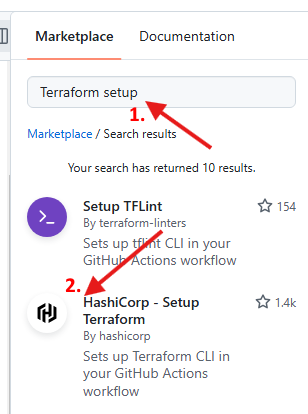 Marketplace Documentation
Terraform setup
1.
Marketplace / Search results
Your search has returned 10 results.
Setup TFLint 154
By terraform-linters
Sets up tflint CLI in your
GitHub Actions workflow
2.
HashiCorp - Setup 1.4k
Terraform
By hashicorp
Sets up Terraform CLI in your
GitHub Actions
workflow